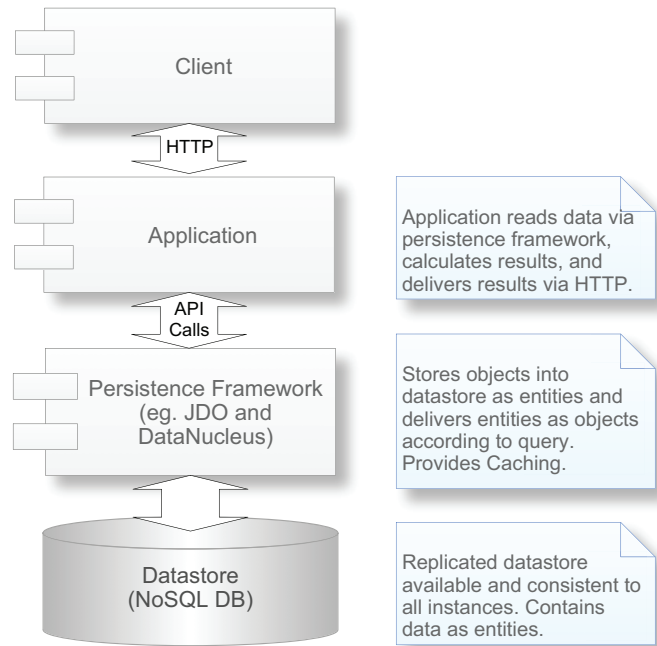 Client
HTTP
Application
Application reads data via
persistence framework,
calculates results, and
delivers results via HTTP.
API
Calls
Persistence Framework
(eg. JDO and
DataNucleus)
Stores objects into
datastore as entities and
delivers entities as objects
according to query.
Provides Caching.
Datastore
(NoSQL DB)
Replicated datastore
available and consistent to
all instances. Contains
data as entities.